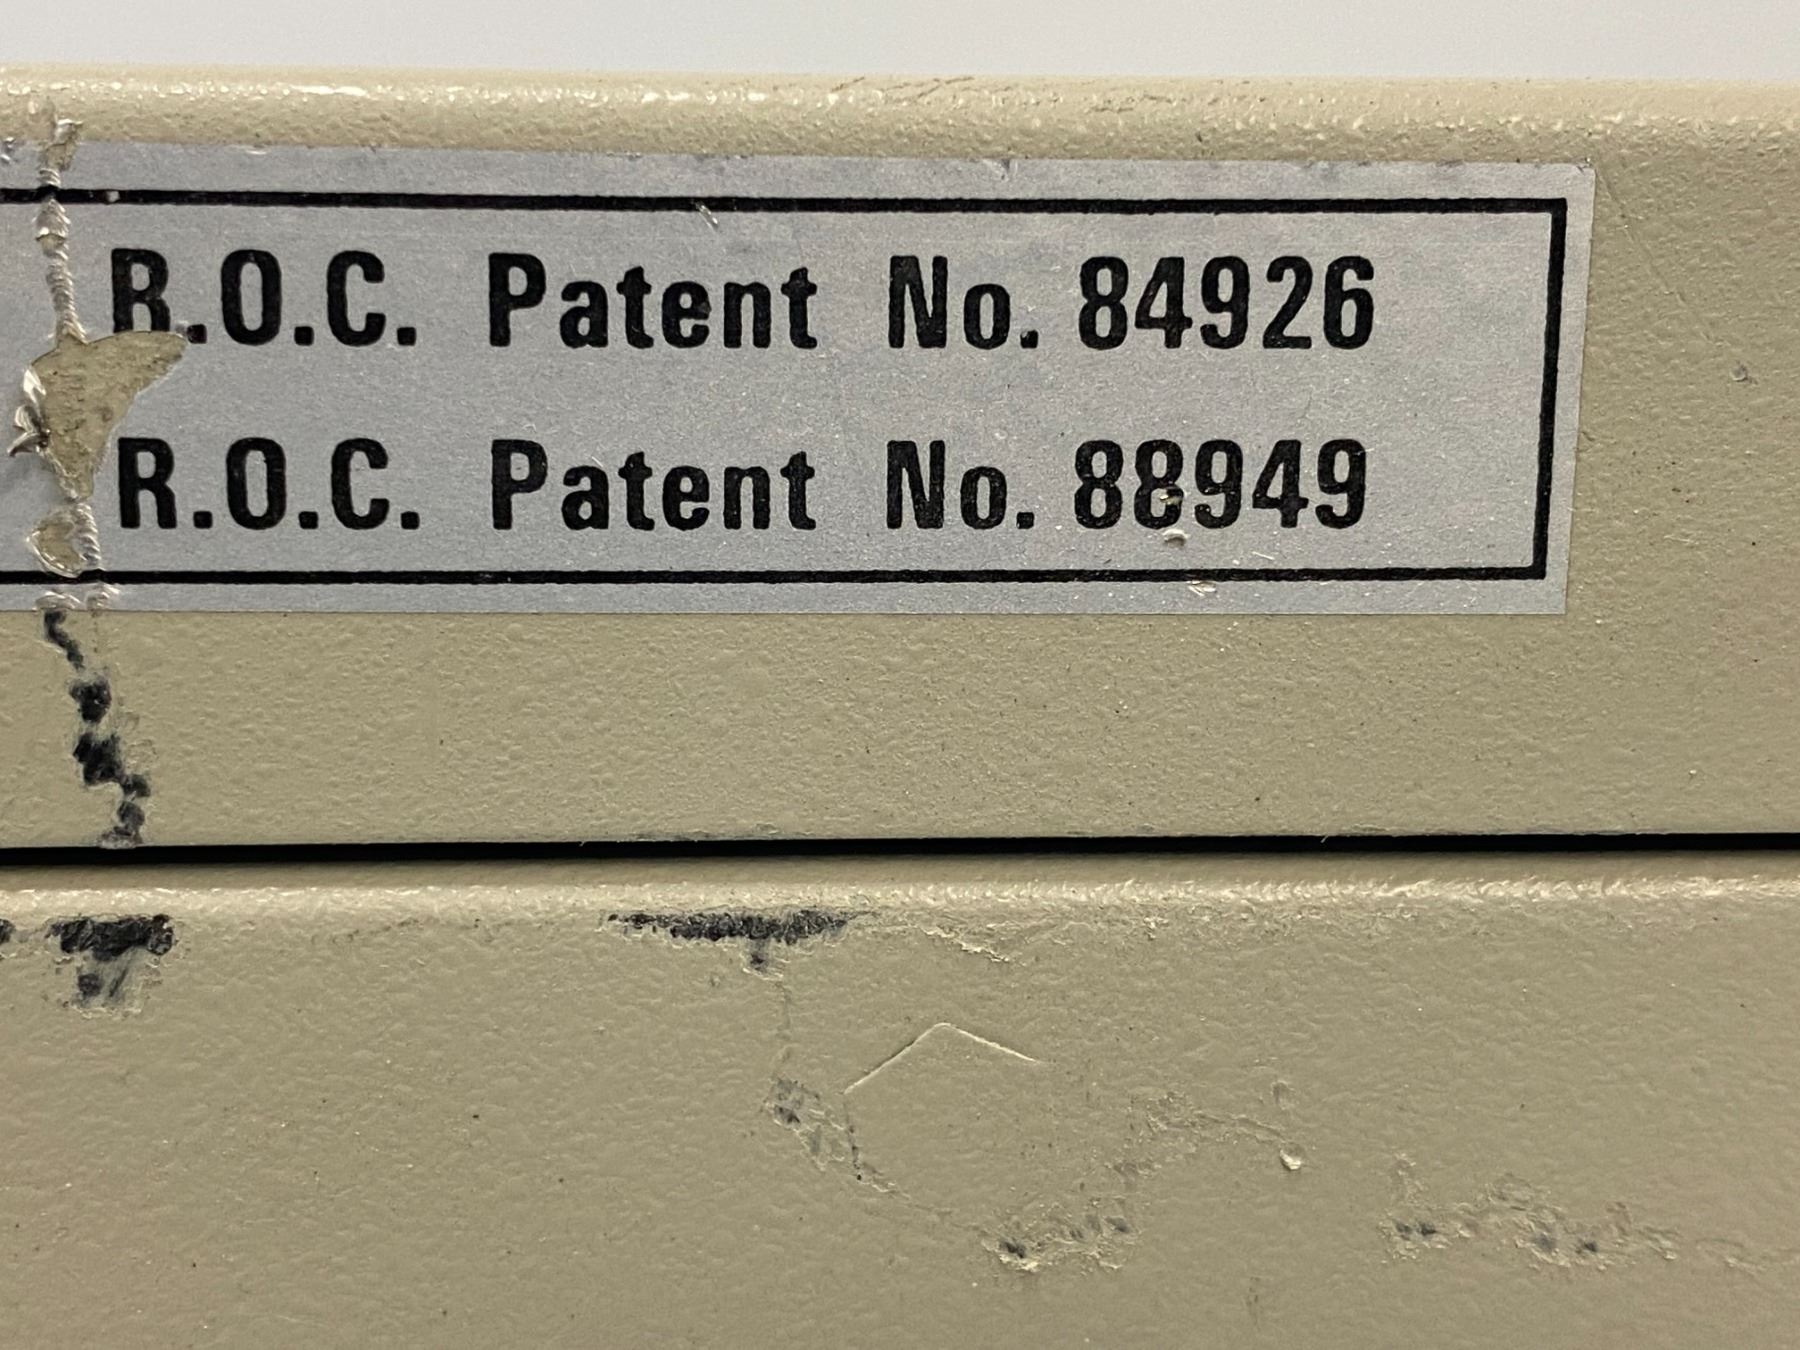 R.O.C. Patent No. 84926
R.O.C. Patent No. 88949